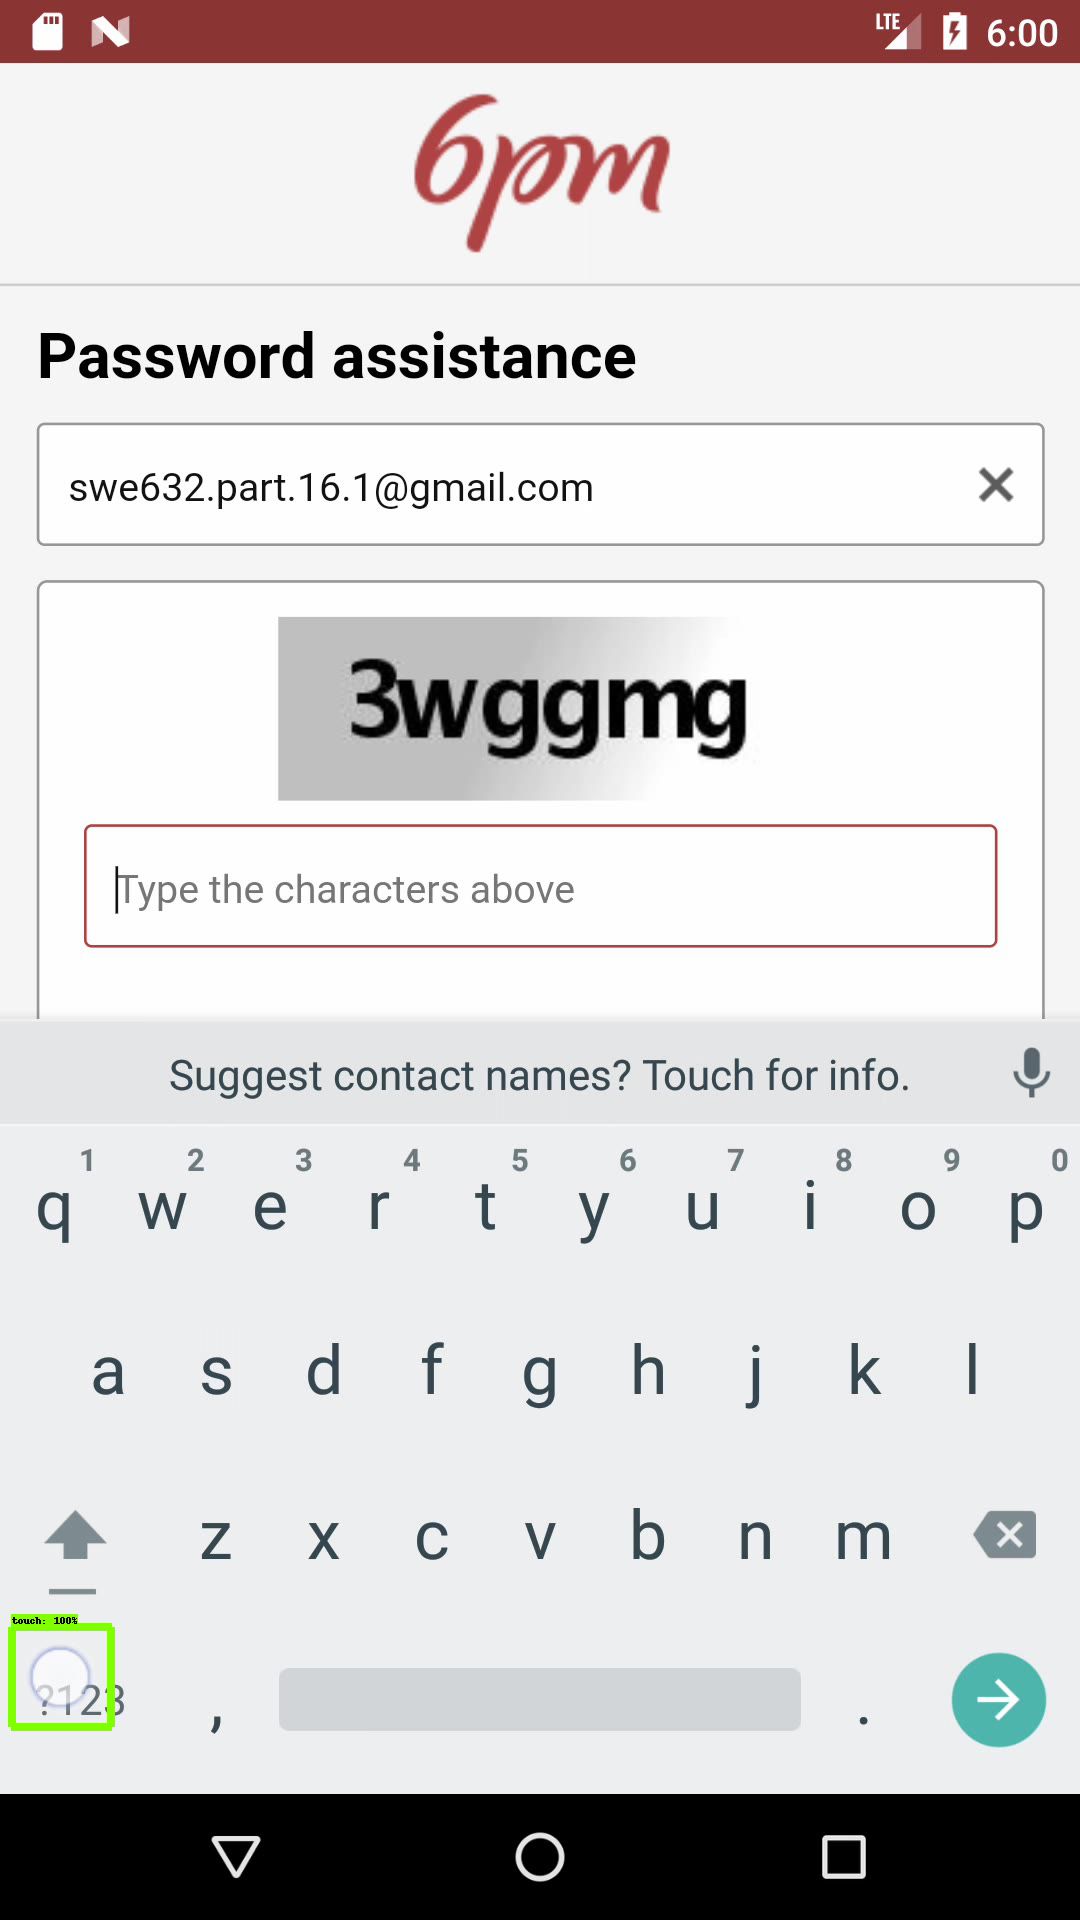 LTE 6:00
6pm
Password assistance
swe632.part.16.1@gmail.com
3wggmg
Type the characters above
Suggest contact names? Touch for info.
1 2 3 4 5 6 7 8 9 0
q w e r t y u i o p
a s d f g h j k l
z x c v b n m
touch: 100%
?123 , .